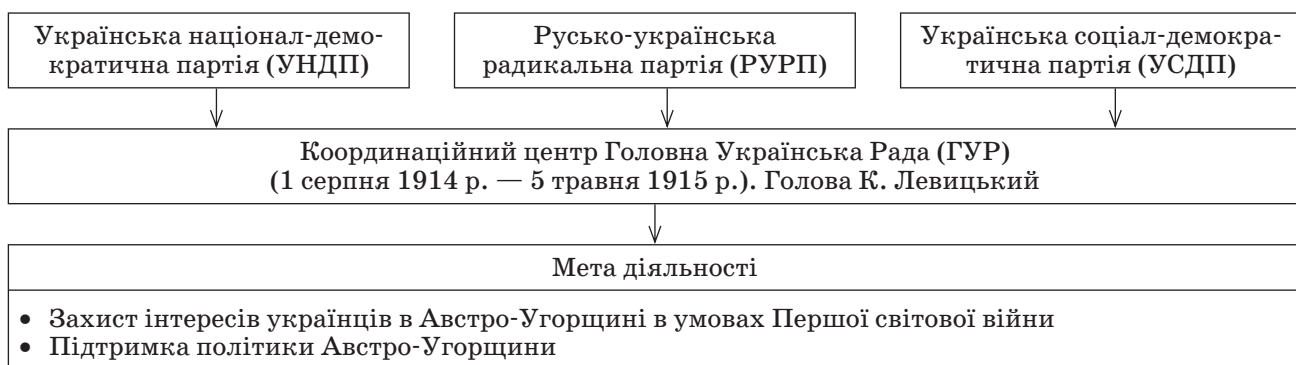 Українська націонал-демо-
кратична партія (УНДП)
Русько-українська
радикальна партія (РУРП)
Українська соціал-демокра-
тична партія (УСДП)
Координаційний центр Головна Українська Рада (ГУР)
(1 серпня 1914 р. — 5 травня 1915 р.). Голова К. Левицький
Мета діяльності
• Захист інтересів українців в Австро-Угорщині в умовах Першої світової війни
• Підтримка політики Австро-Угорщини